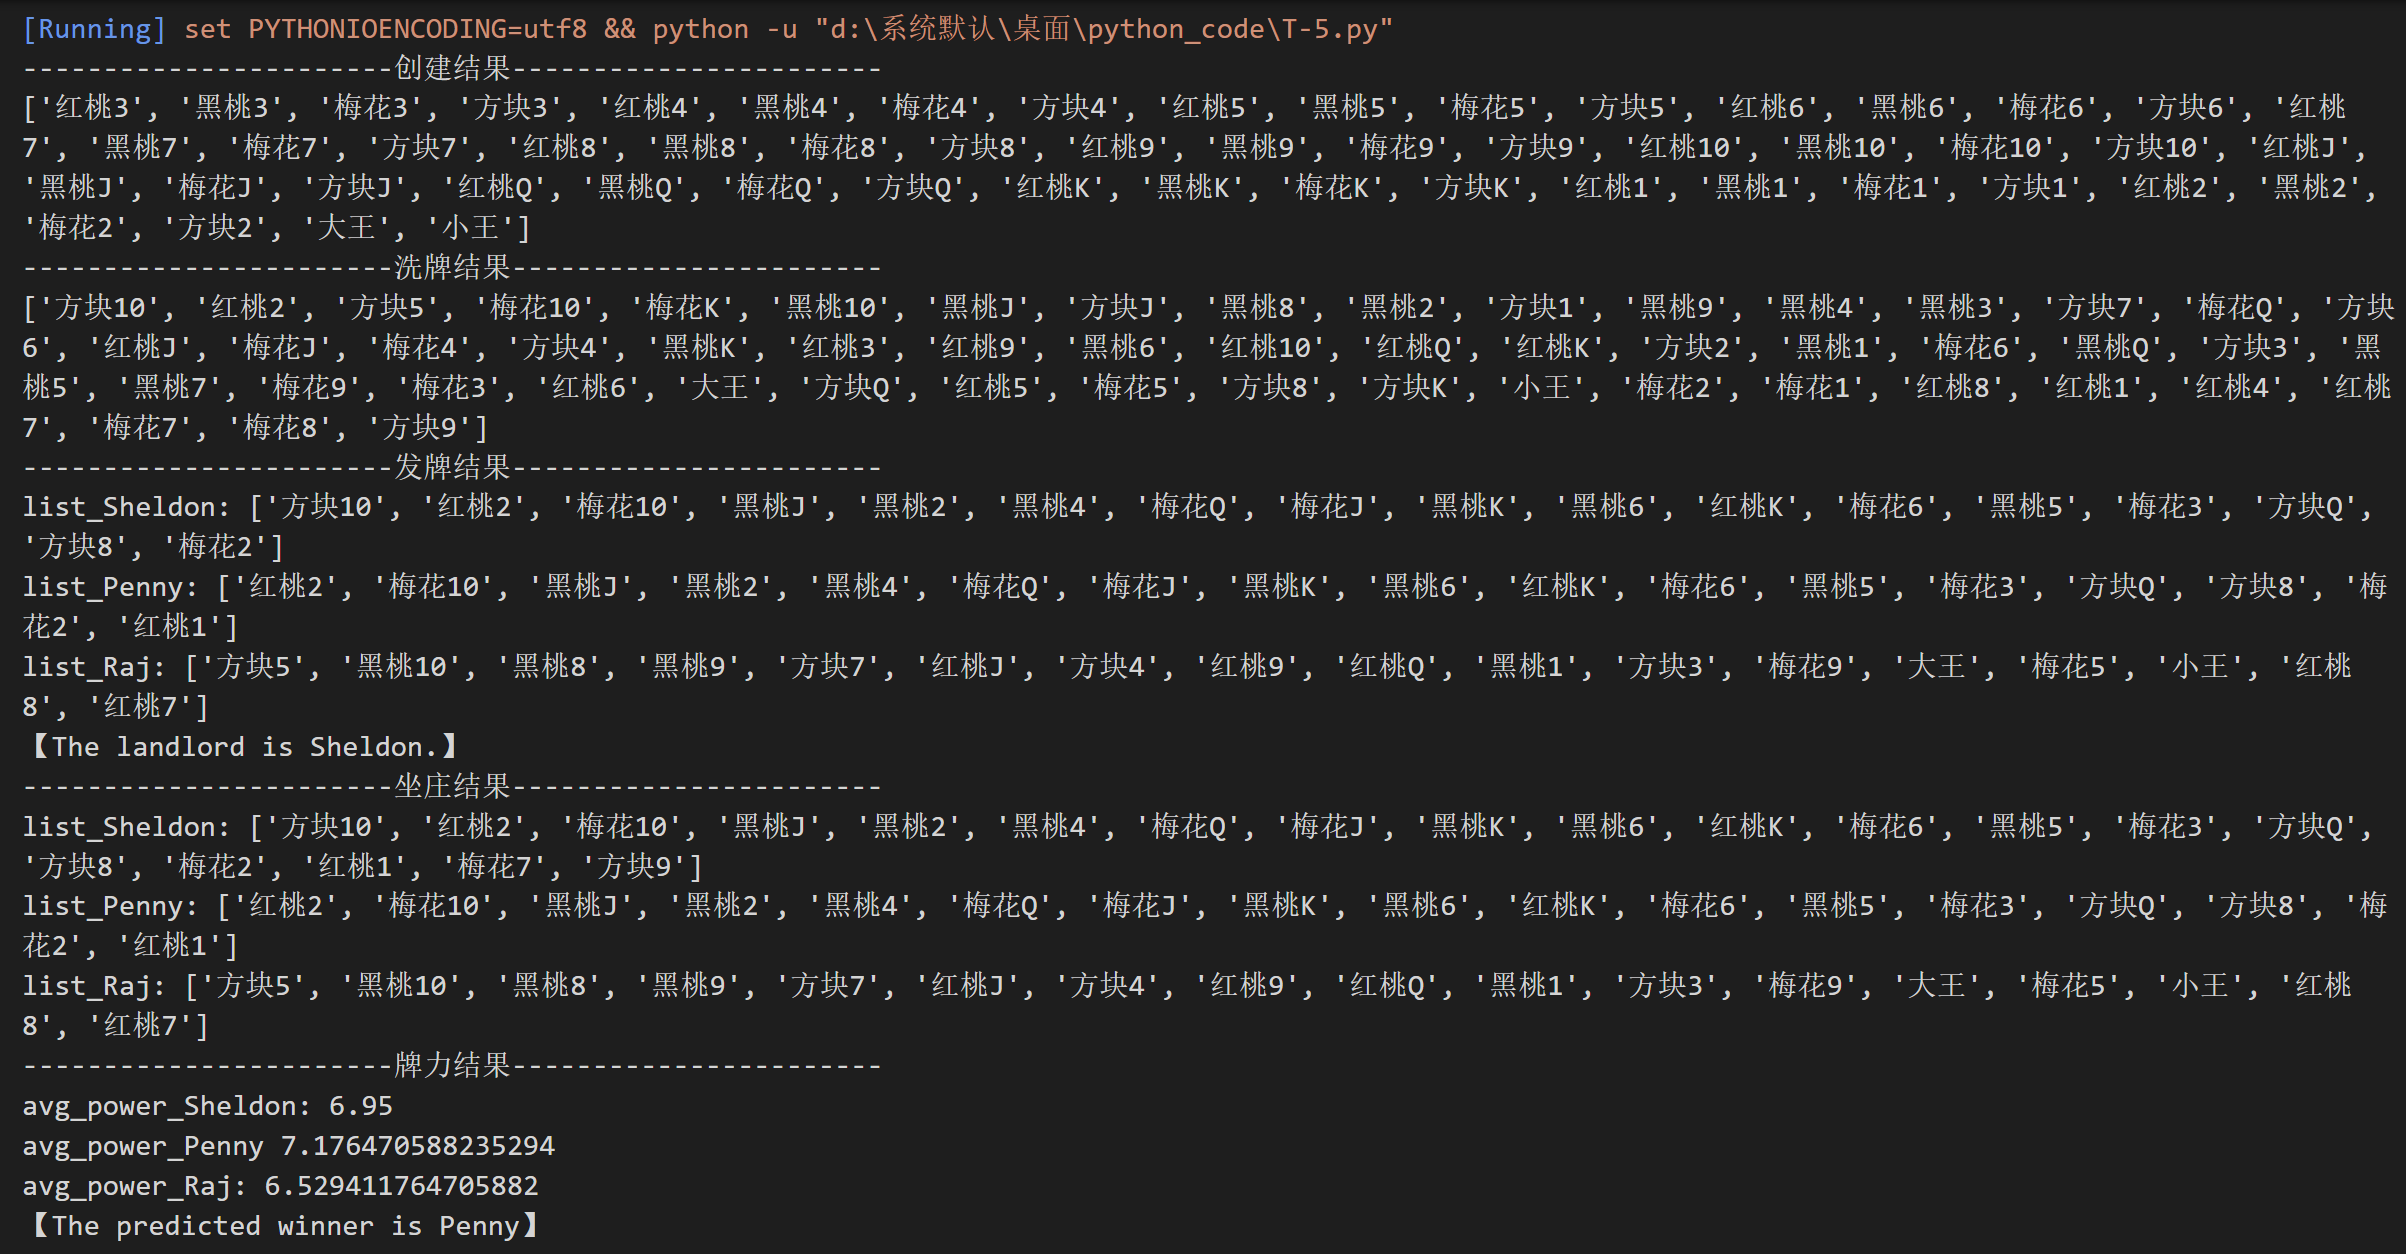 [Running] set PYTHONIOENCODING=utf8 && python -u "d:\系统默认\桌面\python_code\T-5.py"
-----------------------创建结果-----------------------
['红桃3', '黑桃3', '梅花3', '方块3', '红桃4', '黑桃4', '梅花4', '方块4', '红桃5', '黑桃5', '梅花5', '方块5', '红桃6', '黑桃6', '梅花6', '方块6', '红桃
7', '黑桃7', '梅花7', '方块7', '红桃8', '黑桃8', '梅花8', '方块8', '红桃9', '黑桃9', '梅花9', '方块9', '红桃10', '黑桃10', '梅花10', '方块10', '红桃J',
'黑桃J', '梅花J', '方块J', '红桃Q', '黑桃Q', '梅花Q', '方块Q', '红桃K', '黑桃K', '梅花K', '方块K', '红桃1', '黑桃1', '梅花1', '方块1', '红桃2', '黑桃2',
'梅花2', '方块2', '大王', '小王']
-----------------------洗牌结果-----------------------
['方块10', '红桃2', '方块5', '梅花10', '梅花K', '黑桃10', '黑桃J', '方块J', '黑桃8', '黑桃2', '方块1', '黑桃9', '黑桃4', '黑桃3', '方块7', '梅花Q', '方块
6', '红桃J', '梅花J', '梅花4', '方块4', '黑桃K', '红桃3', '红桃9', '黑桃6', '红桃10', '红桃Q', '红桃K', '方块2', '黑桃1', '梅花6', '黑桃Q', '方块3', '黑
桃5', '黑桃7', '梅花9', '梅花3', '红桃6', '大王', '方块Q', '红桃5', '梅花5', '方块8', '方块K', '小王', '梅花2', '梅花1', '红桃8', '红桃1', '红桃4', '红桃
7', '梅花7', '梅花8', '方块9']
-----------------------发牌结果-----------------------
list_Sheldon: ['方块10', '红桃2', '梅花10', '黑桃J', '黑桃2', '黑桃4', '梅花Q', '梅花J', '黑桃K', '黑桃6', '红桃K', '梅花6', '黑桃5', '梅花3', '方块Q',
'方块8', '梅花2']
list_Penny: ['红桃2', '梅花10', '黑桃J', '黑桃2', '黑桃4', '梅花Q', '梅花J', '黑桃K', '黑桃6', '红桃K', '梅花6', '黑桃5', '梅花3', '方块Q', '方块8', '梅
花2', '红桃1']
list_Raj: ['方块5', '黑桃10', '黑桃8', '黑桃9', '方块7', '红桃J', '方块4', '红桃9', '红桃Q', '黑桃1', '方块3', '梅花9', '大王', '梅花5', '小王', '红桃
8', '红桃7']
【The landlord is Sheldon.】
-----------------------坐庄结果-----------------------
list_Sheldon: ['方块10', '红桃2', '梅花10', '黑桃J', '黑桃2', '黑桃4', '梅花Q', '梅花J', '黑桃K', '黑桃6', '红桃K', '梅花6', '黑桃5', '梅花3', '方块Q',
'方块8', '梅花2', '红桃1', '梅花7', '方块9']
list_Penny: ['红桃2', '梅花10', '黑桃J', '黑桃2', '黑桃4', '梅花Q', '梅花J', '黑桃K', '黑桃6', '红桃K', '梅花6', '黑桃5', '梅花3', '方块Q', '方块8', '梅
花2', '红桃1']
list_Raj: ['方块5', '黑桃10', '黑桃8', '黑桃9', '方块7', '红桃J', '方块4', '红桃9', '红桃Q', '黑桃1', '方块3', '梅花9', '大王', '梅花5', '小王', '红桃
8', '红桃7']
-----------------------牌力结果-----------------------
avg_power_Sheldon: 6.95
avg_power_Penny 7.176470588235294
avg_power_Raj: 6.529411764705882
【The predicted winner is Penny】